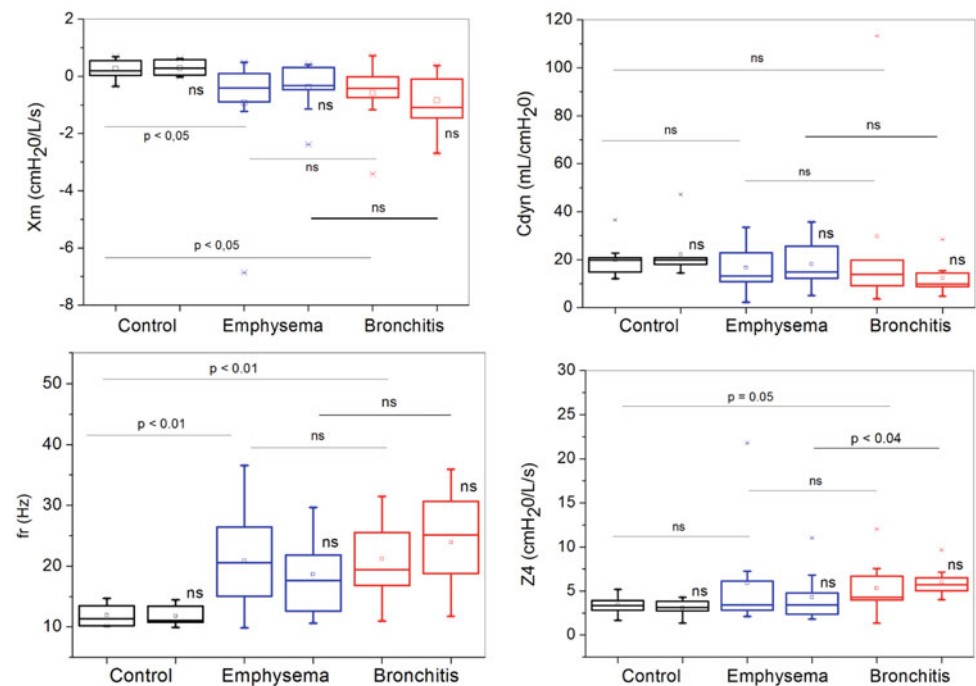 2
0
-2
-4
-6
-8
Xm (cmH20/L/s)
ns
p < 0,05
ns
ns
ns
ns
p < 0,05
Control Emphysema Bronchitis
120
100
80
60
40
20
0
Cdyn (mL/cmH20)
ns
ns
ns
ns
ns
ns
ns
Control Emphysema Bronchitis
50
40
30
20
10
fr (Hz)
p < 0.01
ns
p < 0.01
ns
ns
ns
ns
Control Emphysema Bronchitis
30
25
20
15
10
5
0
Z4 (cmH20/L/s)
p = 0.05
p < 0.04
ns
ns
ns
ns
ns
Control Emphysema Bronchitis